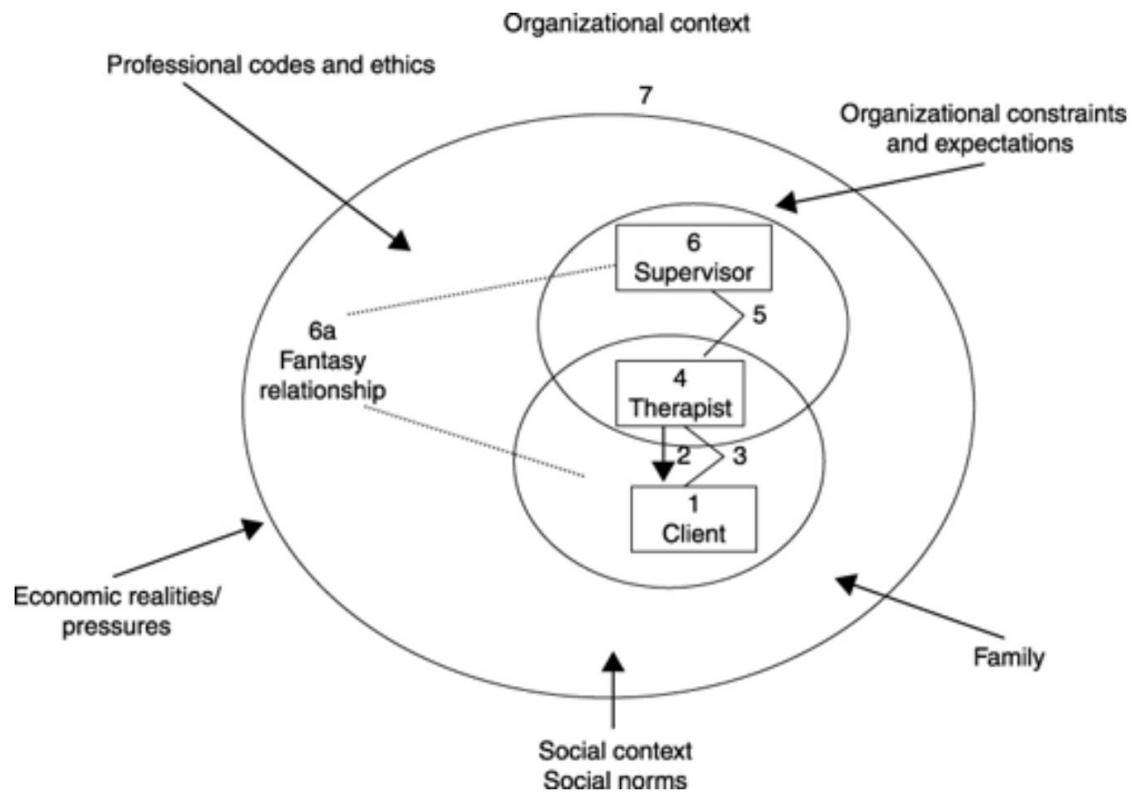 Organizational context
Professional codes and ethics
7
Organizational constraints
and expectations
6
Supervisor
5
6a
Fantasy
relationship
4
Therapist
2
3
1
Client
Economic realities/
pressures
Family
Social context
Social norms